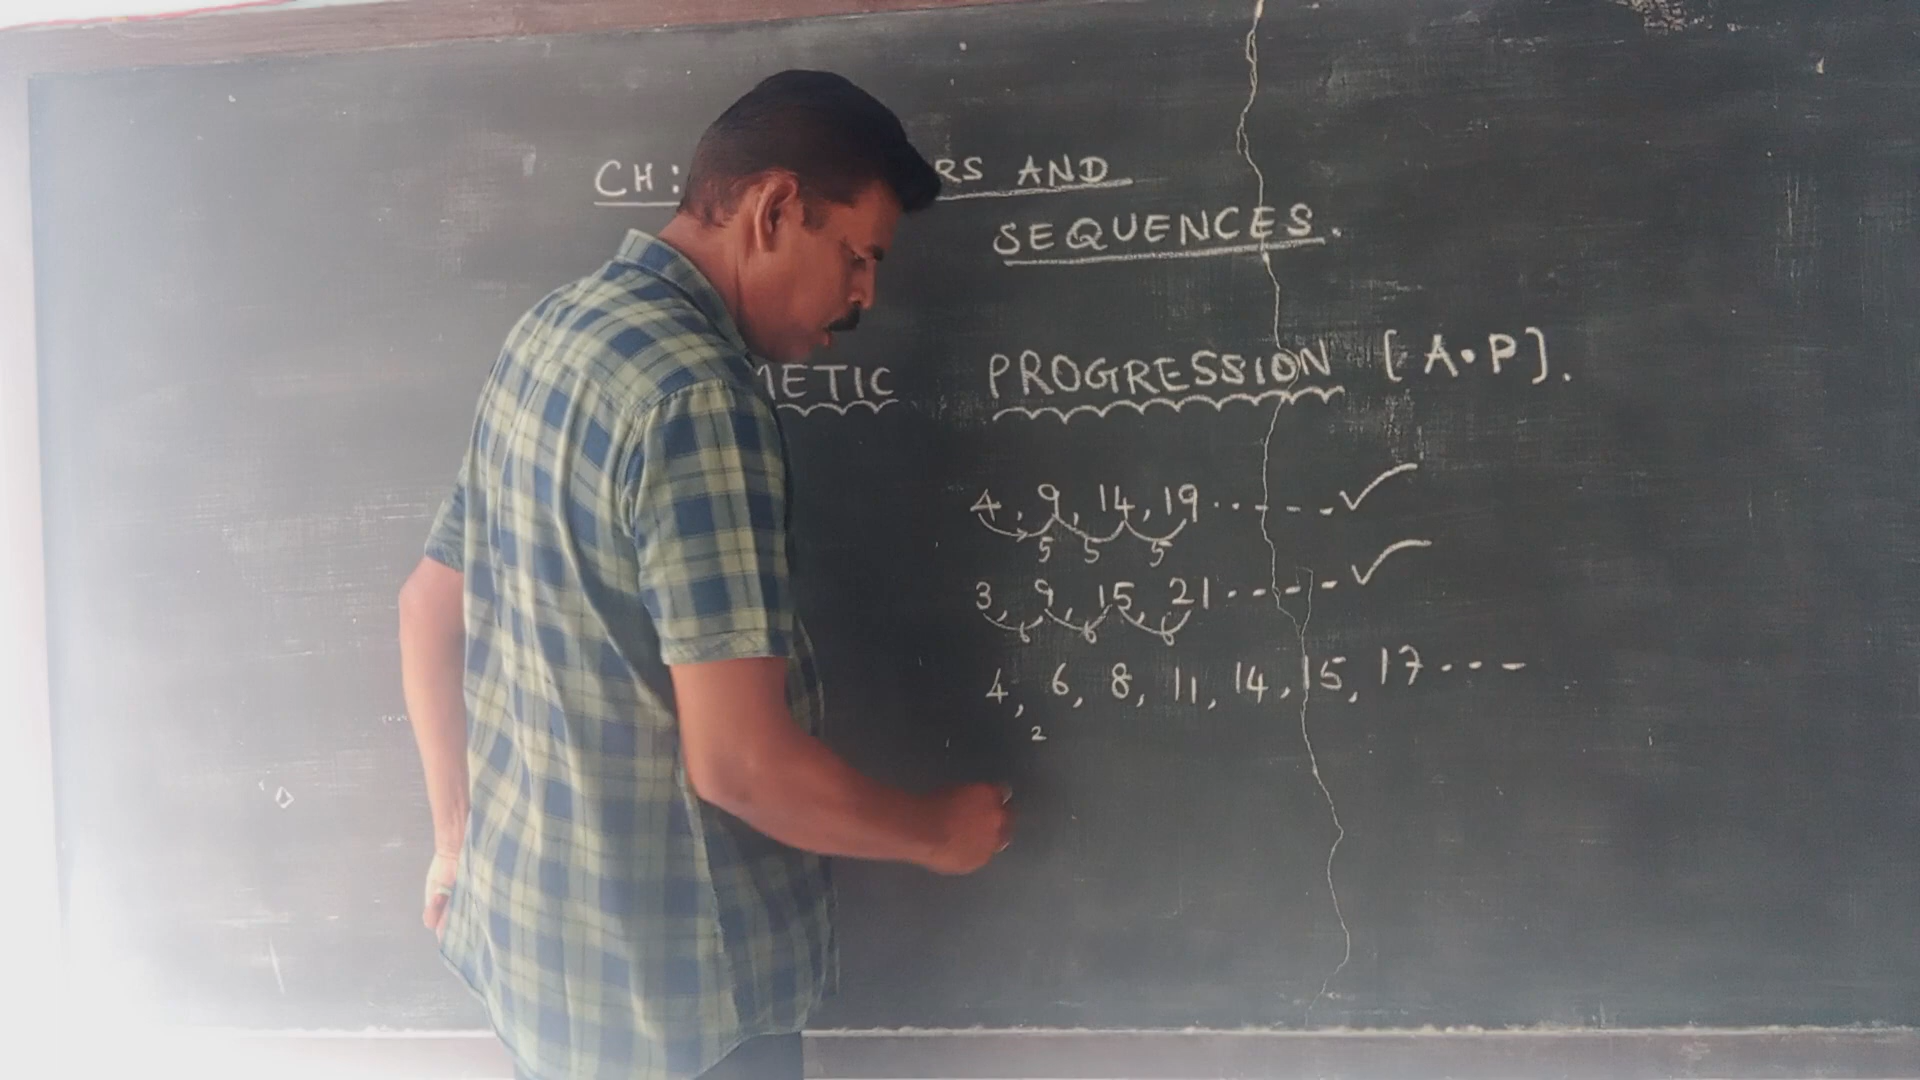 CH: RS AND
SEQUENCES.
METIC PROGRESSION [A.P].
4, 9, 14, 19 ......
5 5 5
3, 9, 15, 21 ......
6 6 6
4, 6, 8, 11, 14, 15, 17 ...
2